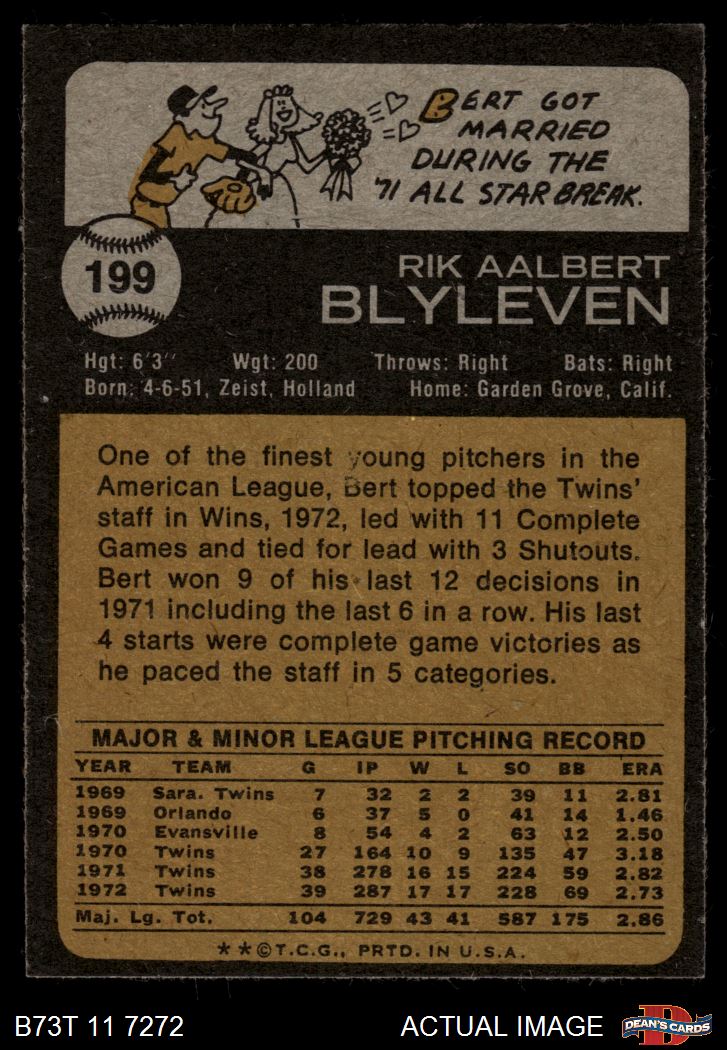 BERT GOT
MARRIED
DURING THE
'71 ALL STAR BREAK.
199
RIK AALBERT
BLYLEVEN
Hgt: 6'3" Wgt: 200 Throws: Right Bats: Right
Born: 4-6-51, Zeist, Holland Home: Garden Grove, Calif.
One of the finest young pitchers in the
American League, Bert topped the Twins'
staff in Wins, 1972, led with 11 Complete
Games and tied for lead with 3 Shutouts.
Bert won 9 of his last 12 decisions in
1971 including the last 6 in a row. His last
4 starts were complete game victories as
he paced the staff in 5 categories.
MAJOR & MINOR LEAGUE PITCHING RECORD
YEAR TEAM G IP W L SO BB ERA
1969 Sara. Twins 7 32 2 2 39 11 2.81
1969 Orlando 6 37 5 0 41 14 1.46
1970 Evansville 8 54 4 2 63 12 2.50
1970 Twins 27 164 10 9 135 47 3.18
1971 Twins 38 278 16 15 224 59 2.82
1972 Twins 39 287 17 17 228 69 2.73
Maj. Lg. Tot. 104 729 43 41 587 175 2.86
**©T.C.G., PRTD. IN U.S.A.
B73T 11 7272 ACTUAL IMAGE
D
DEAN'S CARDS